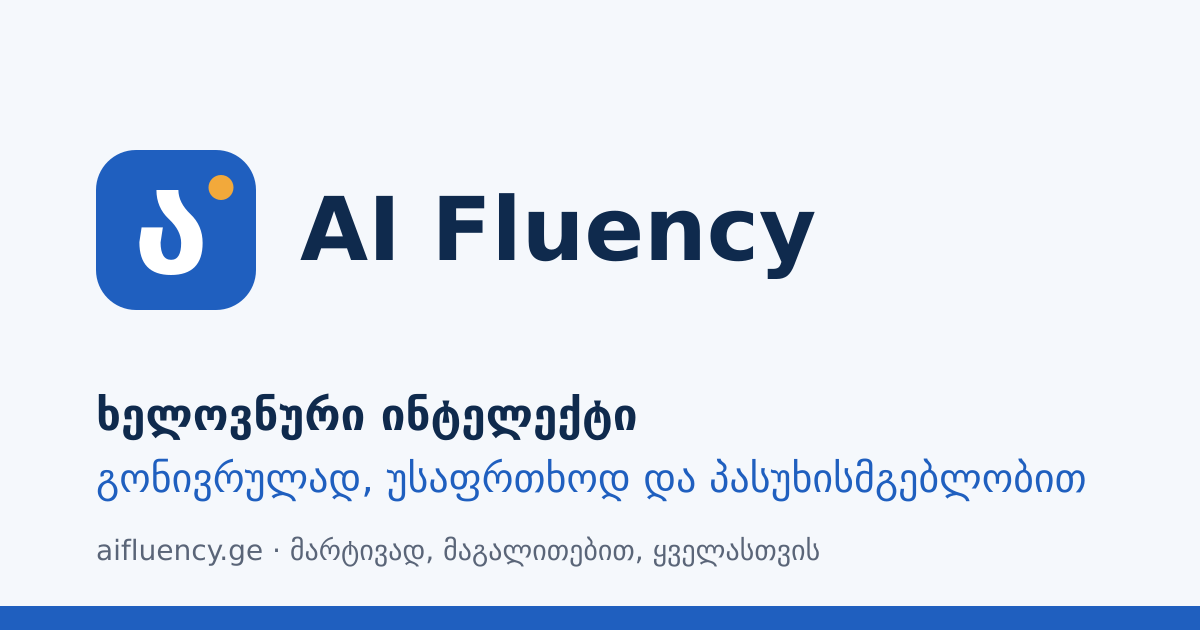 ა
AI Fluency
ხელოვნური ინტელექტი
გონივრულად, უსაფრთხოდ და პასუხისმგებლობით
aifluency.ge · მარტივად, მაგალითებით, ყველასთვის